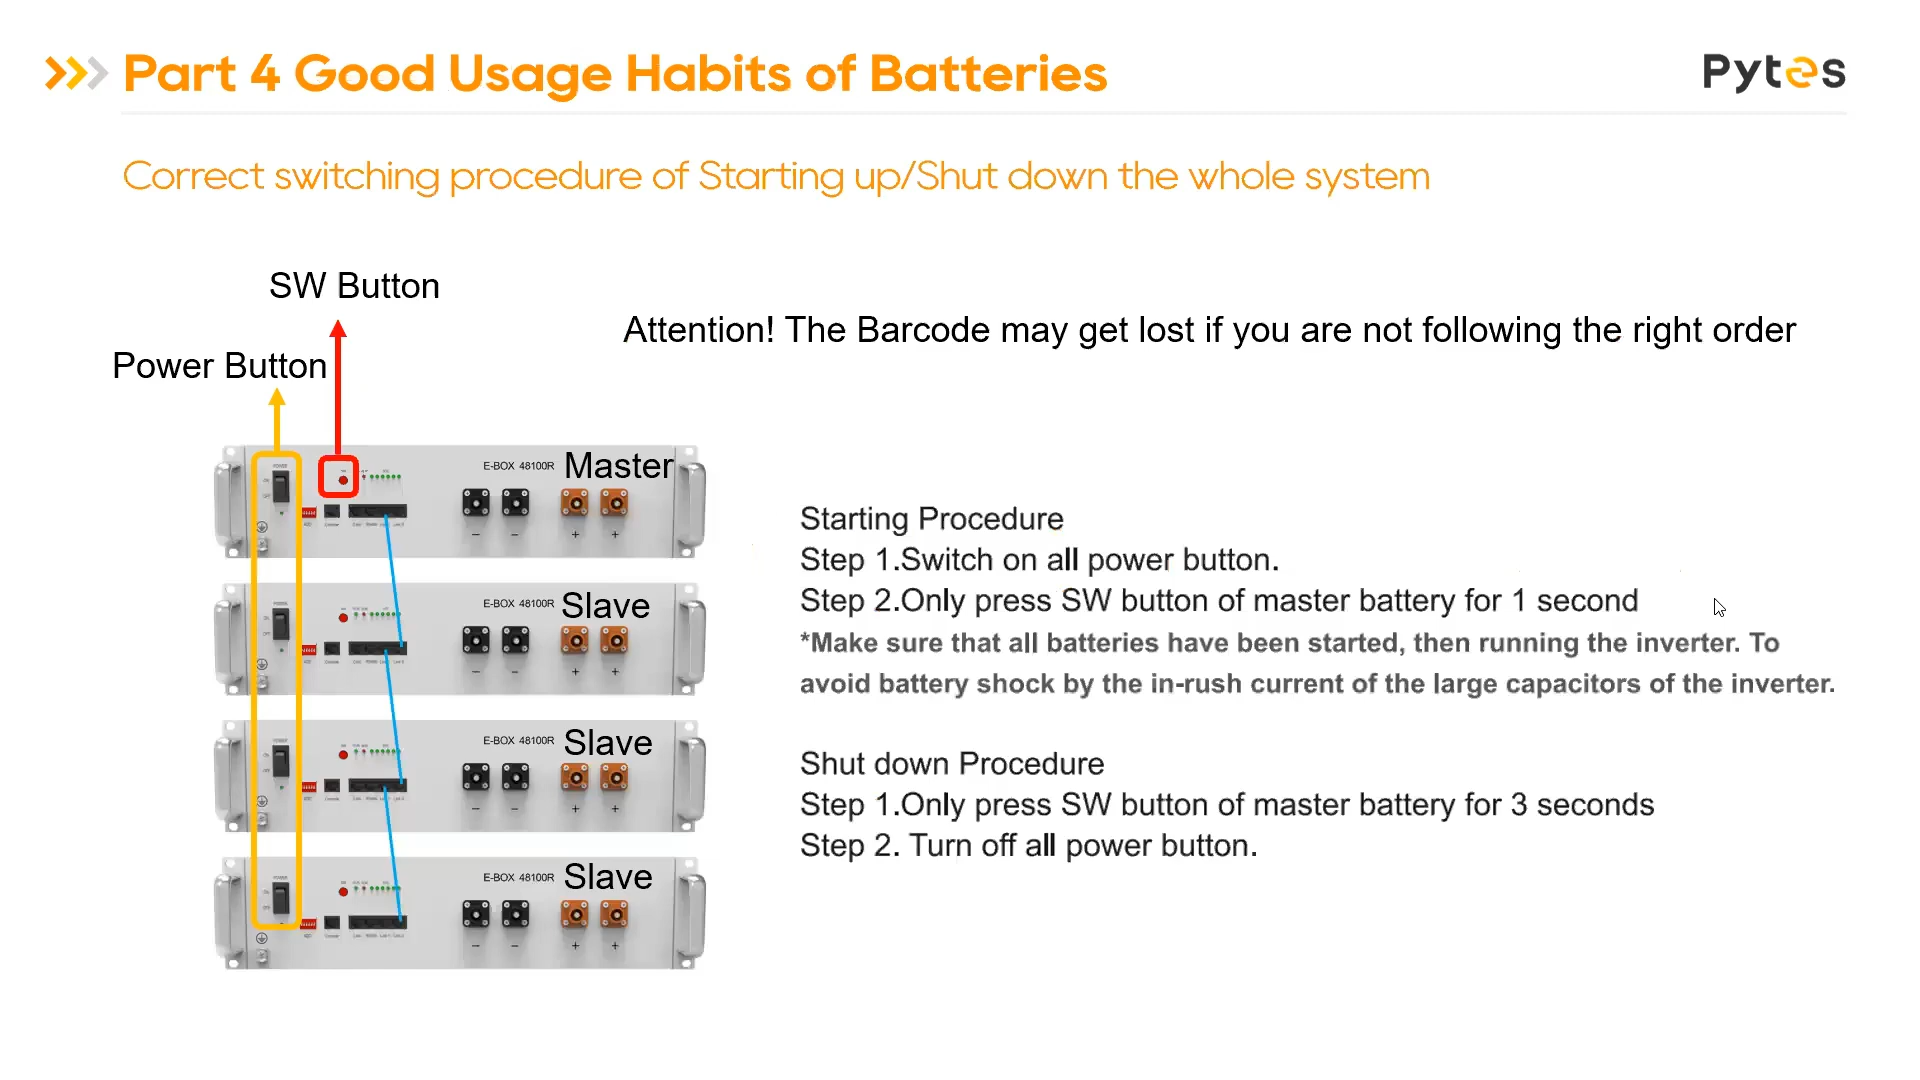 Part 4 Good Usage Habits of Batteries
Pytes
Correct switching procedure of Starting up/Shut down the whole system
SW Button
Attention! The Barcode may get lost if you are not following the right order
Power Button
E-BOX 48100R Master
E-BOX 48100R Slave
E-BOX 48100R Slave
E-BOX 48100R Slave
Starting Procedure
Step 1.Switch on all power button.
Step 2.Only press SW button of master battery for 1 second
*Make sure that all batteries have been started, then running the inverter. To
avoid battery shock by the in-rush current of the large capacitors of the inverter.
Shut down Procedure
Step 1.Only press SW button of master battery for 3 seconds
Step 2. Turn off all power button.